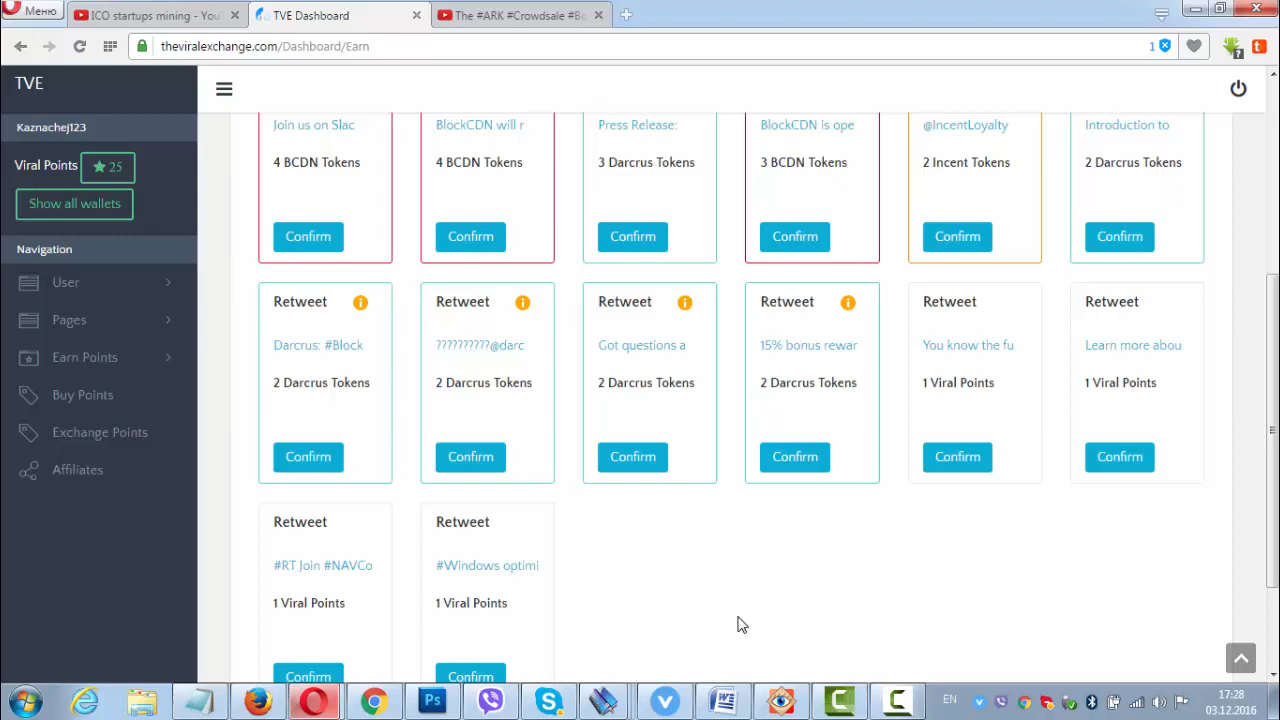 Меню
ICO startups mining - You
TVE Dashboard
The #ARK #Crowdsale #B
theviralexchange.com/Dashboard/Earn
1
TVE
Kaznachej123
Viral Points ★ 25
Show all wallets
Navigation
User
Pages
Earn Points
Buy Points
Exchange Points
Affiliates
Join us on Slac
BlockCDN will r
Press Release:
BlockCDN is ope
@IncentLoyalty
Introduction to
4 BCDN Tokens
4 BCDN Tokens
3 Darcrus Tokens
3 BCDN Tokens
2 Incent Tokens
2 Darcrus Tokens
Confirm
Confirm
Confirm
Confirm
Confirm
Confirm
Retweet
Retweet
Retweet
Retweet
Retweet
Retweet
Darcrus: #Block
??????????@darc
Got questions a
15% bonus rewar
You know the fu
Learn more abou
2 Darcrus Tokens
2 Darcrus Tokens
2 Darcrus Tokens
2 Darcrus Tokens
1 Viral Points
1 Viral Points
Confirm
Confirm
Confirm
Confirm
Confirm
Confirm
Retweet
Retweet
#RT Join #NAVCo
#Windows optimi
1 Viral Points
1 Viral Points
Confirm
Confirm
EN
17:28
03.12.2016